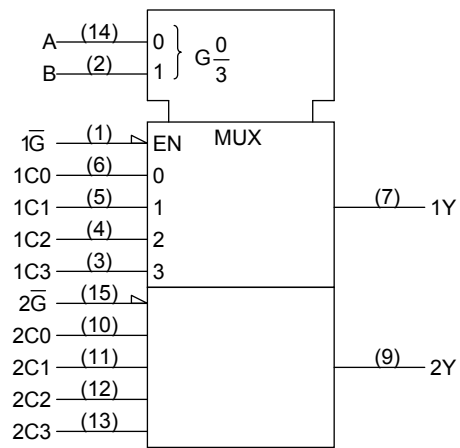 A (14) 0 G 0/3
B (2) 1
MUX
1G̅ (1) EN
1C0 (6) 0
1C1 (5) 1 (7) 1Y
1C2 (4) 2
1C3 (3) 3
2G̅ (15)
2C0 (10)
2C1 (11) (9) 2Y
2C2 (12)
2C3 (13)